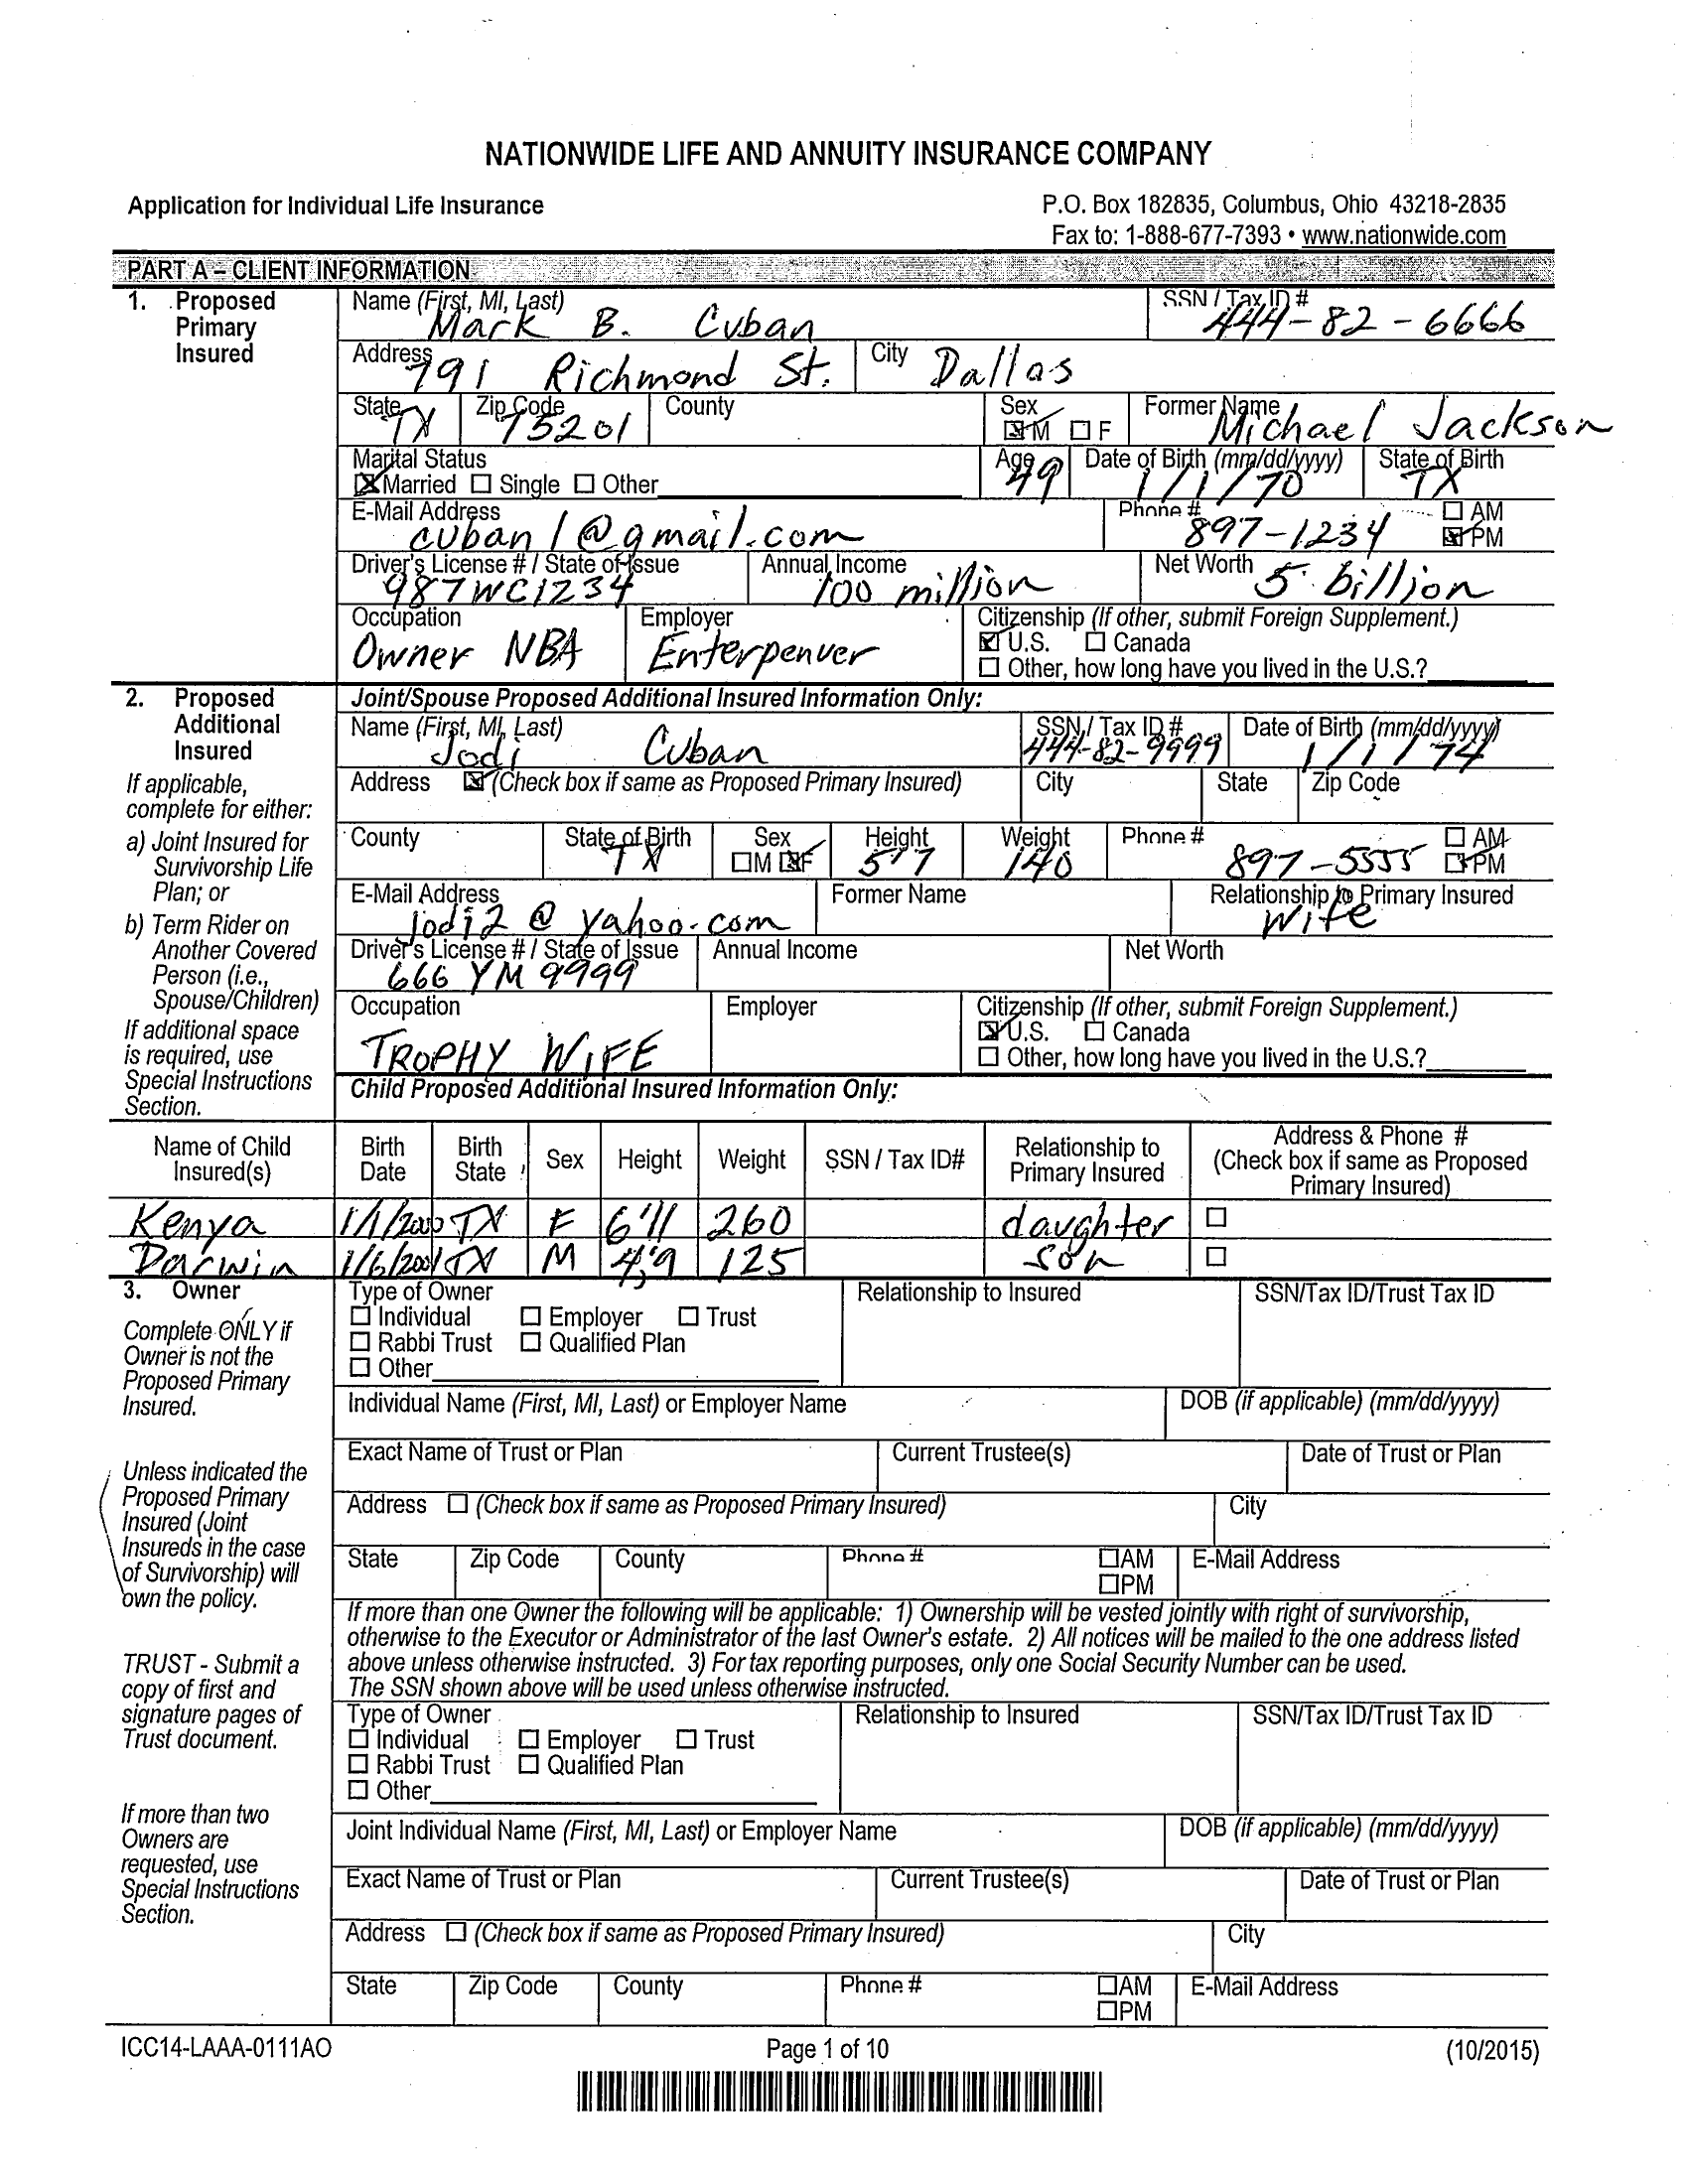 NATIONWIDE LIFE AND ANNUITY INSURANCE COMPANY
Application for Individual Life Insurance
P.O. Box 182835, Columbus, Ohio 43218-2835
Fax to: 1-888-677-7393 • www.nationwide.com
PART A – CLIENT INFORMATION
1. Proposed Primary Insured
Name (First, MI, Last) Mark B. Cuban
SSN / Tax ID # 444-82-6666
Address 791 Richmond St.
City Dallas
State TX
Zip Code 75201
County
Sex ☒ M ☐ F
Former Name Michael Jackson
Marital Status
☒ Married ☐ Single ☐ Other
Age 49
Date of Birth (mm/dd/yyyy) 1/1/70
State of Birth TX
E-Mail Address cuban1@gmail.com
Phone # 897-1234 ☐ AM ☒ PM
Driver's License # / State of Issue 987WC1234
Annual Income 100 million
Net Worth 5 billion
Occupation Owner NBA
Employer Enterpenuer
Citizenship (If other, submit Foreign Supplement.)
☒ U.S. ☐ Canada
☐ Other, how long have you lived in the U.S.?
2. Proposed Additional Insured
If applicable, complete for either:
a) Joint Insured for Survivorship Life Plan; or
b) Term Rider on Another Covered Person (i.e., Spouse/Children)
If additional space is required, use Special Instructions Section.
Joint/Spouse Proposed Additional Insured Information Only:
Name (First, MI, Last) Jodi Cuban
SSN / Tax ID # 444-82-9999
Date of Birth (mm/dd/yyyy) 1/1/74
Address ☒ (Check box if same as Proposed Primary Insured)
City
State
Zip Code
County
State of Birth TX
Sex ☐ M ☒ F
Height 5'7
Weight 140
Phone # 897-5555 ☐ AM ☒ PM
E-Mail Address jodi2@yahoo.com
Former Name
Relationship to Primary Insured Wife
Driver's License # / State of Issue 666YM9999
Annual Income
Net Worth
Occupation TROPHY WIFE
Employer
Citizenship (If other, submit Foreign Supplement.)
☒ U.S. ☐ Canada
☐ Other, how long have you lived in the U.S.?
Child Proposed Additional Insured Information Only:
Name of Child Insured(s) Birth Date Birth State Sex Height Weight SSN / Tax ID# Relationship to Primary Insured Address & Phone # (Check box if same as Proposed Primary Insured)
Kenya 1/1/2000 TX F 6'11 260 daughter ☐
Darwin 1/6/2001 TX M 4'9 125 son ☐
3. Owner
Complete ONLY if Owner is not the Proposed Primary Insured.
Unless indicated the Proposed Primary Insured (Joint Insureds in the case of Survivorship) will own the policy.
TRUST - Submit a copy of first and signature pages of Trust document.
If more than two Owners are requested, use Special Instructions Section.
Type of Owner
☐ Individual ☐ Employer ☐ Trust
☐ Rabbi Trust ☐ Qualified Plan
☐ Other
Relationship to Insured
SSN/Tax ID/Trust Tax ID
Individual Name (First, MI, Last) or Employer Name
DOB (if applicable) (mm/dd/yyyy)
Exact Name of Trust or Plan
Current Trustee(s)
Date of Trust or Plan
Address ☐ (Check box if same as Proposed Primary Insured)
City
State
Zip Code
County
Phone # ☐ AM ☐ PM
E-Mail Address
If more than one Owner the following will be applicable: 1) Ownership will be vested jointly with right of survivorship,
otherwise to the Executor or Administrator of the last Owner's estate. 2) All notices will be mailed to the one address listed
above unless otherwise instructed. 3) For tax reporting purposes, only one Social Security Number can be used.
The SSN shown above will be used unless otherwise instructed.
Type of Owner
☐ Individual ☐ Employer ☐ Trust
☐ Rabbi Trust ☐ Qualified Plan
☐ Other
Relationship to Insured
SSN/Tax ID/Trust Tax ID
Joint Individual Name (First, MI, Last) or Employer Name
DOB (if applicable) (mm/dd/yyyy)
Exact Name of Trust or Plan
Current Trustee(s)
Date of Trust or Plan
Address ☐ (Check box if same as Proposed Primary Insured)
City
State
Zip Code
County
Phone # ☐ AM ☐ PM
E-Mail Address
ICC14-LAAA-0111AO
Page 1 of 10
(10/2015)